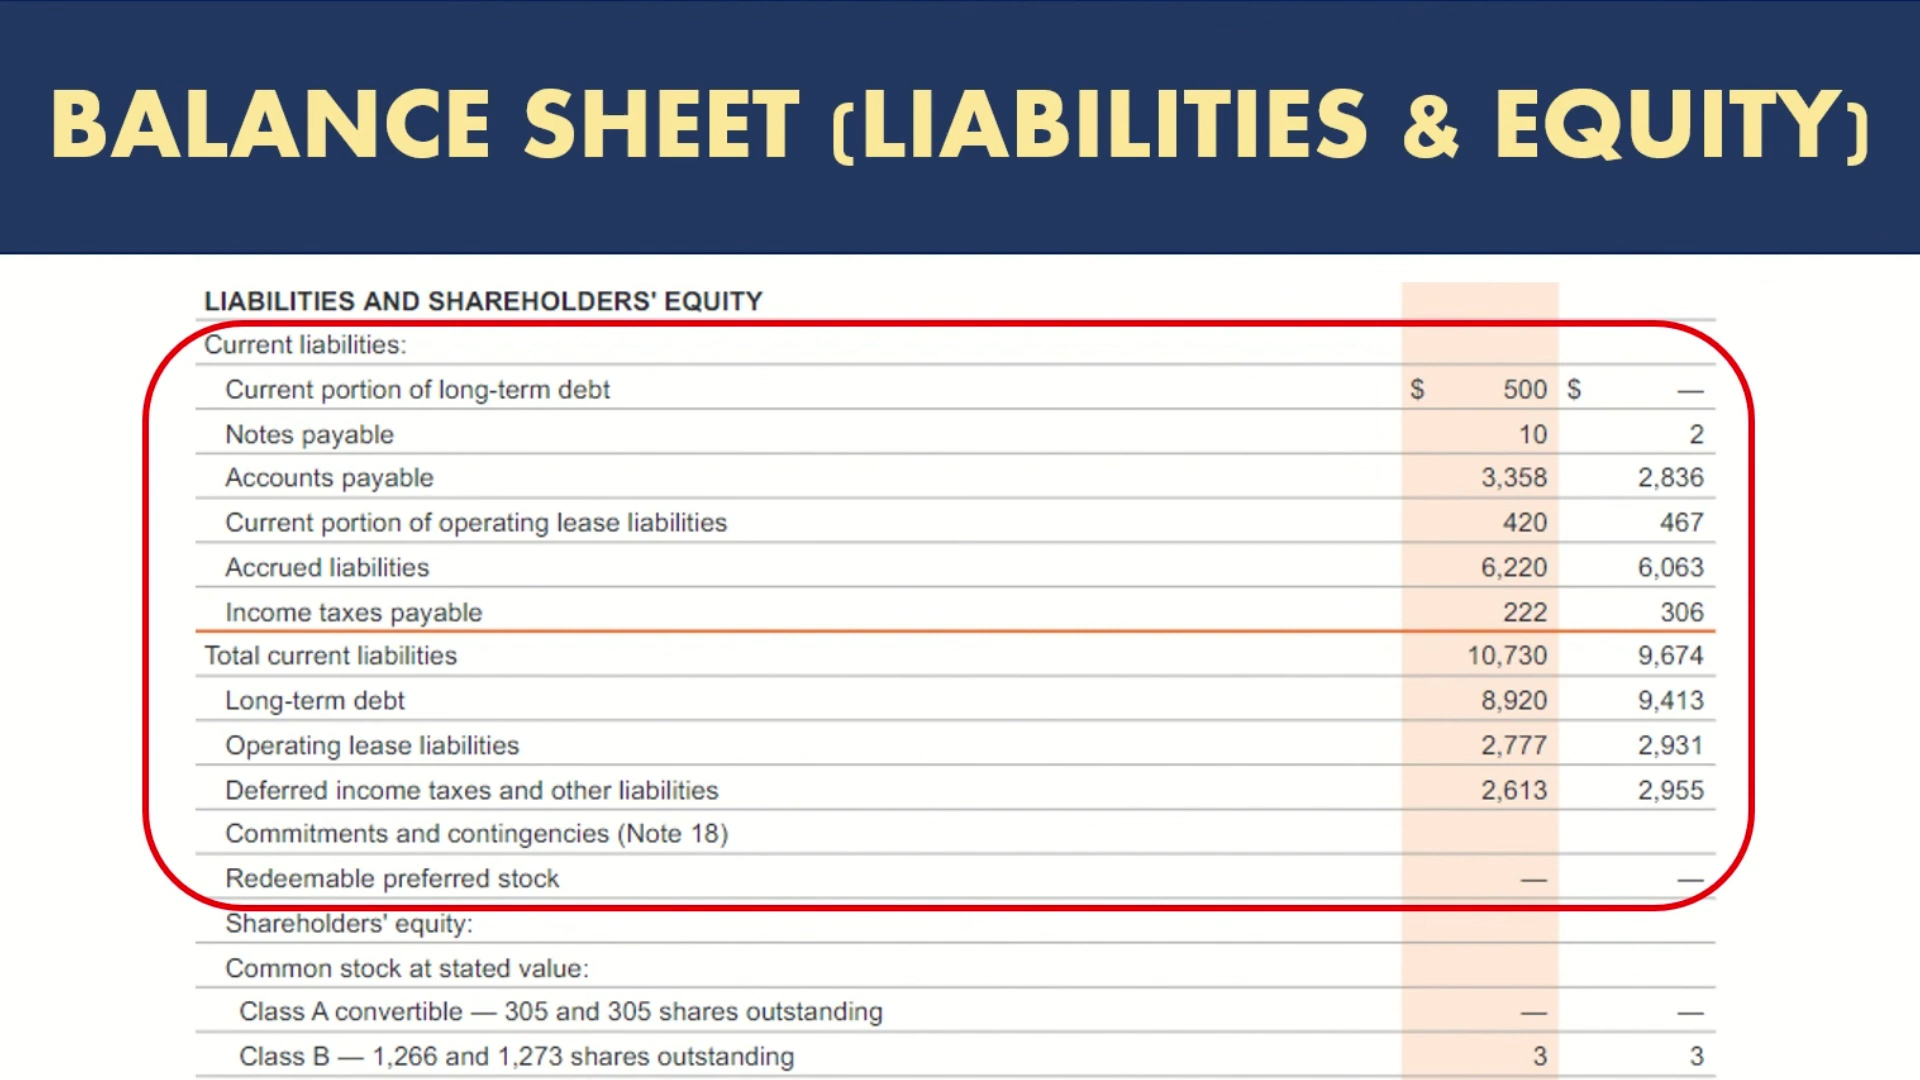 BALANCE SHEET (LIABILITIES & EQUITY)
LIABILITIES AND SHAREHOLDERS' EQUITY
Current liabilities:
Current portion of long-term debt $ 500 $ —
Notes payable 10 2
Accounts payable 3,358 2,836
Current portion of operating lease liabilities 420 467
Accrued liabilities 6,220 6,063
Income taxes payable 222 306
Total current liabilities 10,730 9,674
Long-term debt 8,920 9,413
Operating lease liabilities 2,777 2,931
Deferred income taxes and other liabilities 2,613 2,955
Commitments and contingencies (Note 18)
Redeemable preferred stock — —
Shareholders' equity:
Common stock at stated value:
Class A convertible — 305 and 305 shares outstanding — —
Class B — 1,266 and 1,273 shares outstanding 3 3